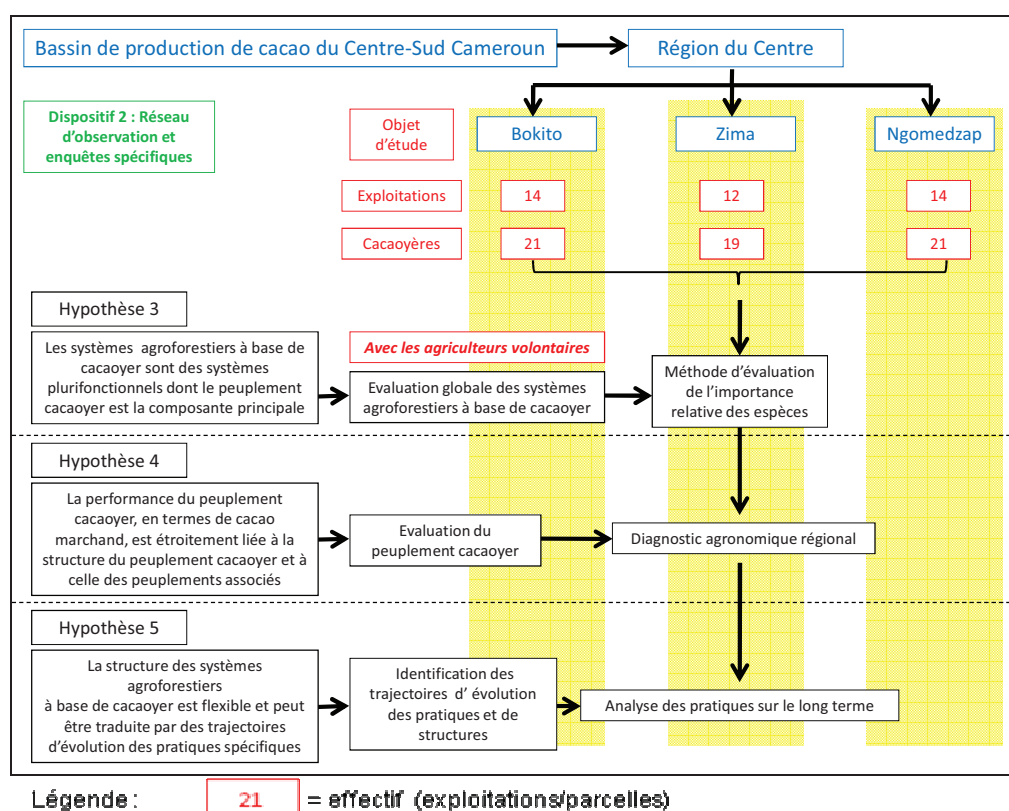 Bassin de production de cacao du Centre-Sud Cameroun
Région du Centre
Dispositif 2 : Réseau
d'observation et
enquêtes spécifiques
Objet
d'étude
Bokito
Zima
Ngomedzap
Exploitations
14
12
14
Cacaoyères
21
19
21
Hypothèse 3
Les systèmes agroforestiers à base de
cacaoyer sont des systèmes
plurifonctionnels dont le peuplement
cacaoyer est la composante principale
Avec les agriculteurs volontaires
Evaluation globale des systèmes
agroforestiers à base de cacaoyer
Méthode d'évaluation
de l'importance
relative des espèces
Hypothèse 4
La performance du peuplement
cacaoyer, en termes de cacao
marchand, est étroitement liée à la
structure du peuplement cacaoyer et à
celle des peuplements associés
Evaluation du
peuplement cacaoyer
Diagnostic agronomique régional
Hypothèse 5
La structure des systèmes
agroforestiers
à base de cacaoyer est flexible et peut
être traduite par des trajectoires
d'évolution des pratiques spécifiques
Identification des
trajectoires d' évolution
des pratiques et de
structures
Analyse des pratiques sur le long terme
Légende : 21 = effectif (exploitations/parcelles)